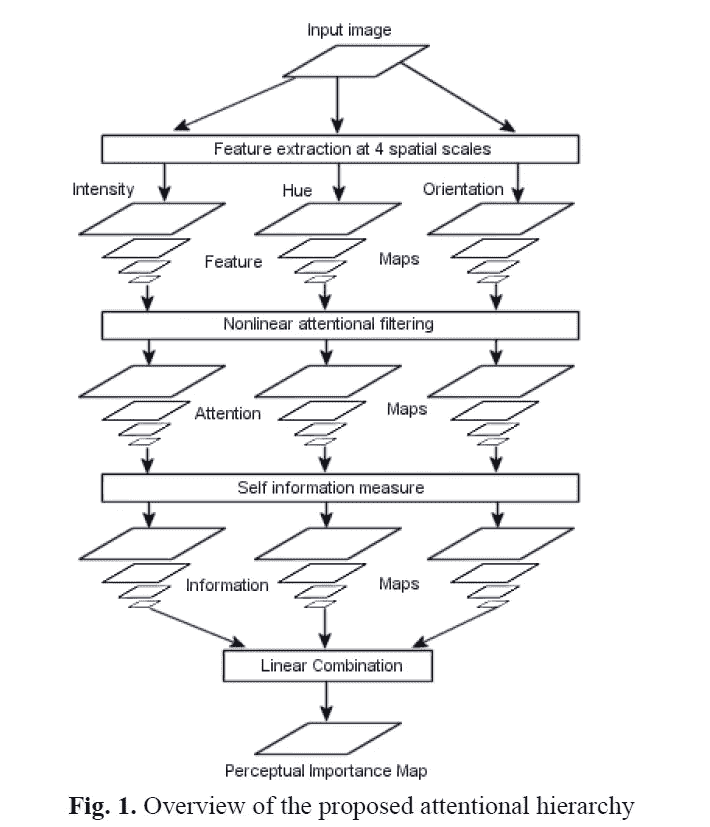 Input image
Feature extraction at 4 spatial scales
Intensity Hue Orientation
Feature Maps
Nonlinear attentional filtering
Attention Maps
Self information measure
Information Maps
Linear Combination
Perceptual Importance Map
Fig. 1. Overview of the proposed attentional hierarchy